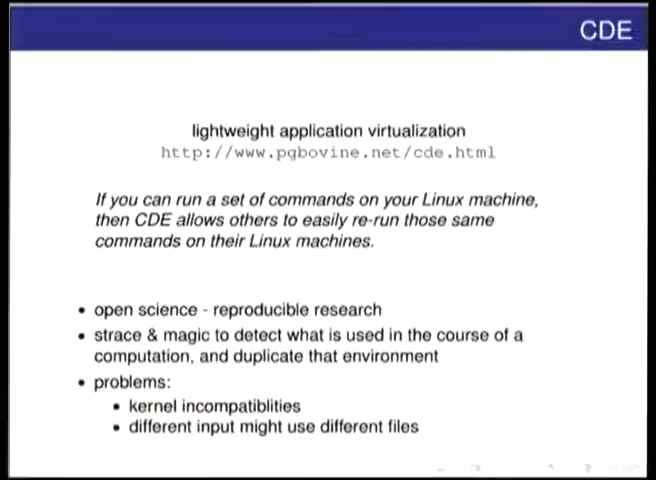 CDE
lightweight application virtualization
http://www.pgbovine.net/cde.html
If you can run a set of commands on your Linux machine,
then CDE allows others to easily re-run those same
commands on their Linux machines.
• open science - reproducible research
• strace & magic to detect what is used in the course of a
computation, and duplicate that environment
• problems:
• kernel incompatiblities
• different input might use different files